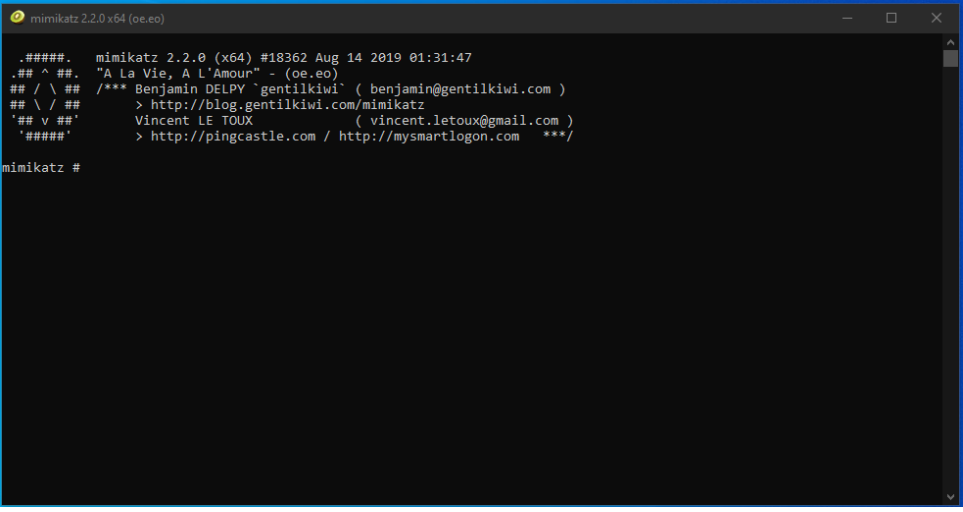 mimikatz 2.2.0 x64 (oe.eo)
  .#####.   mimikatz 2.2.0 (x64) #18362 Aug 14 2019 01:31:47
 .## ^ ##.  "A La Vie, A L'Amour" - (oe.eo)
 ## / \ ##  /*** Benjamin DELPY `gentilkiwi` ( benjamin@gentilkiwi.com )
 ## \ / ##       > http://blog.gentilkiwi.com/mimikatz
 '## v ##'       Vincent LE TOUX             ( vincent.letoux@gmail.com )
  '#####'        > http://pingcastle.com / http://mysmartlogon.com   ***/
mimikatz #